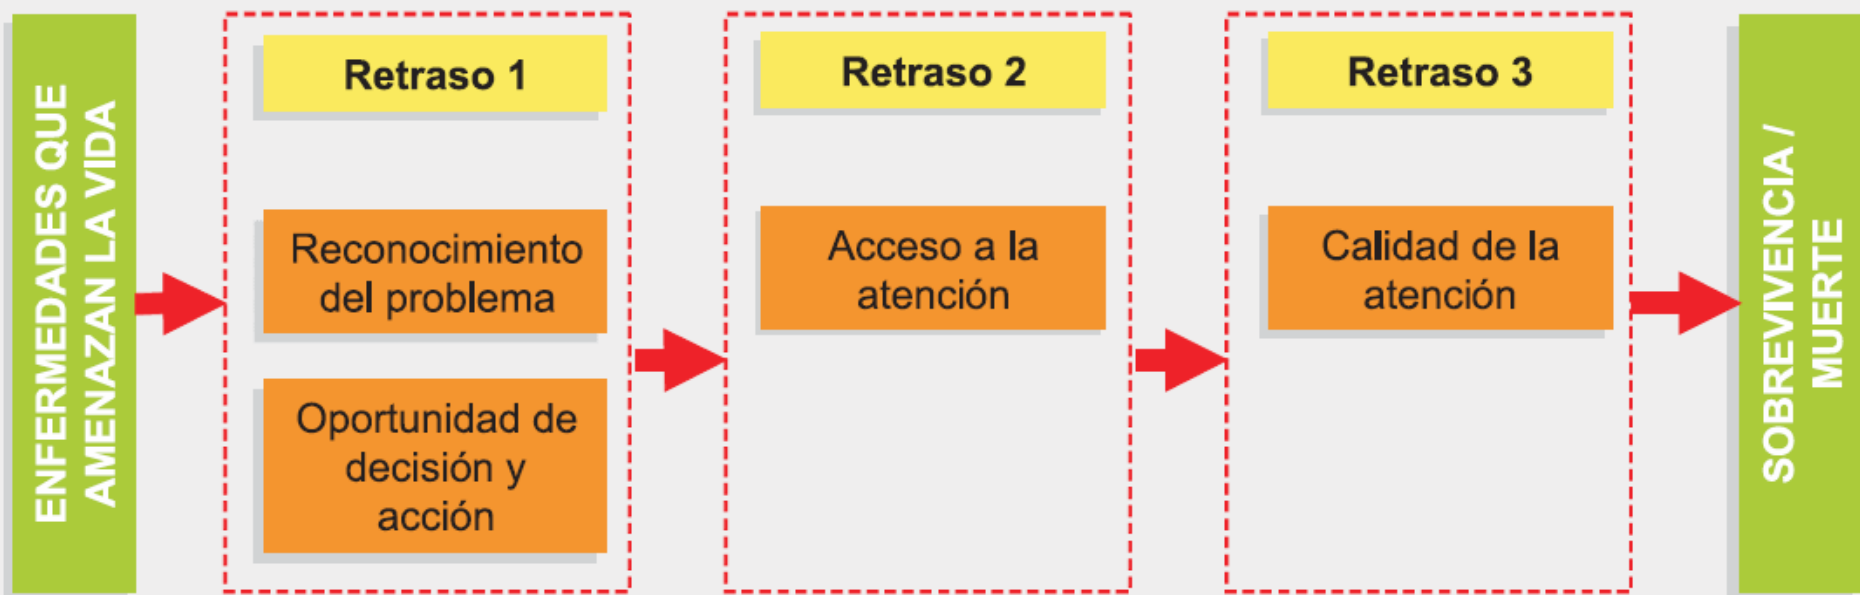 ENFERMEDADES QUE
AMENAZAN LA VIDA
Retraso 1
Reconocimiento
del problema
Oportunidad de
decisión y
acción
Retraso 2
Acceso a la
atención
Retraso 3
Calidad de la
atención
SOBREVIVENCIA /
MUERTE